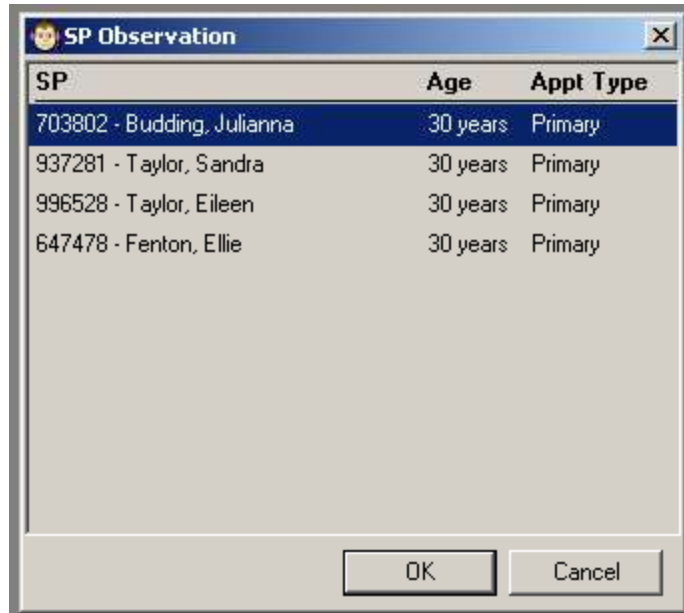 SP Observation
SP Age Appt Type
703802 - Budding, Julianna 30 years Primary
937281 - Taylor, Sandra 30 years Primary
996528 - Taylor, Eileen 30 years Primary
647478 - Fenton, Ellie 30 years Primary
OK Cancel